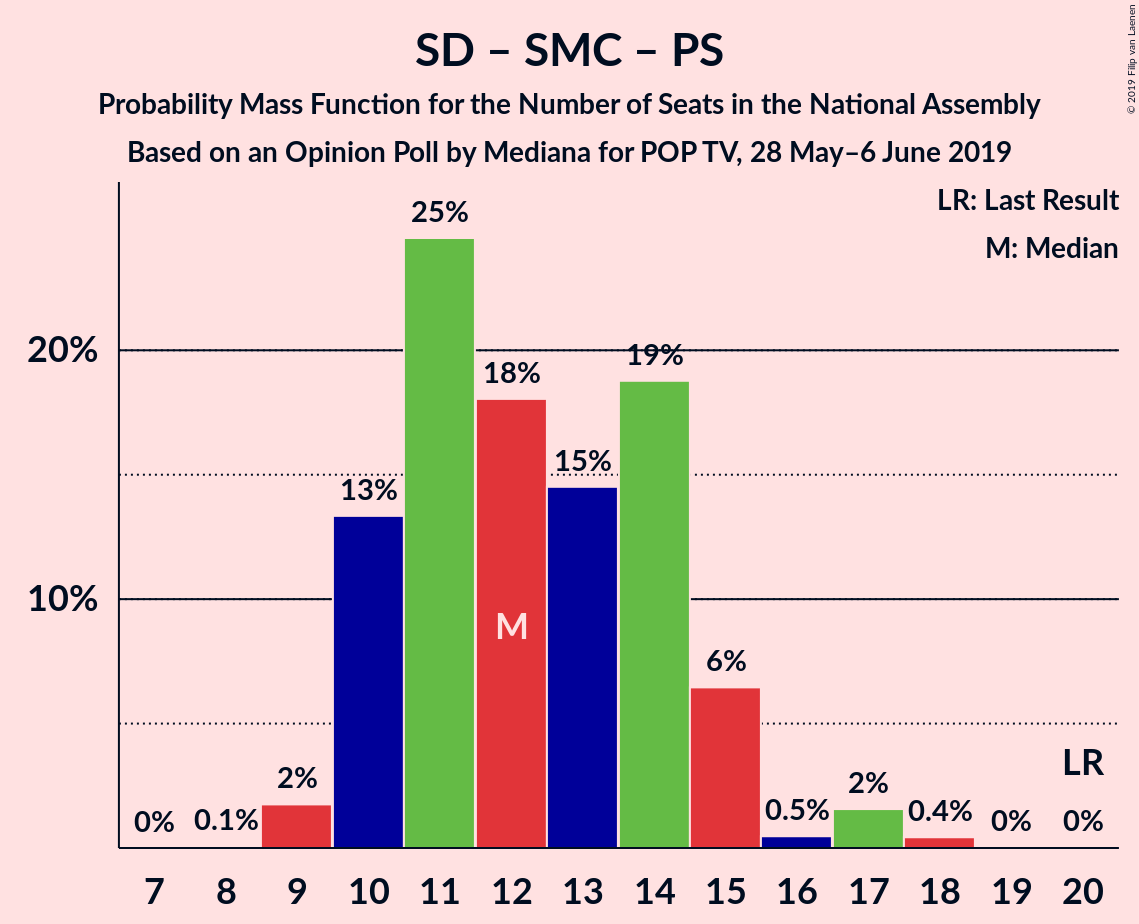 SD – SMC – PS
Probability Mass Function for the Number of Seats in the National Assembly
Based on an Opinion Poll by Mediana for POP TV, 28 May–6 June 2019
© 2019 Filip van Laenen
LR: Last Result
M: Median
25%
20%
19%
18%
15%
13%
10%
M
6%
LR
2%
2%
0%
0.1%
0.5%
0.4%
0%
0%
7 8 9 10 11 12 13 14 15 16 17 18 19 20